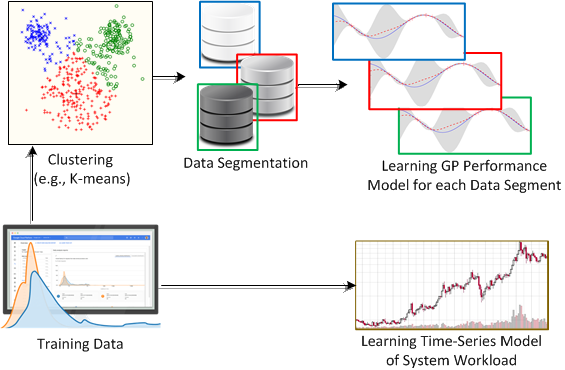 Clustering
(e.g., K-means)
Data Segmentation
Learning GP Performance
Model for each Data Segment
Training Data
Learning Time-Series Model
of System Workload